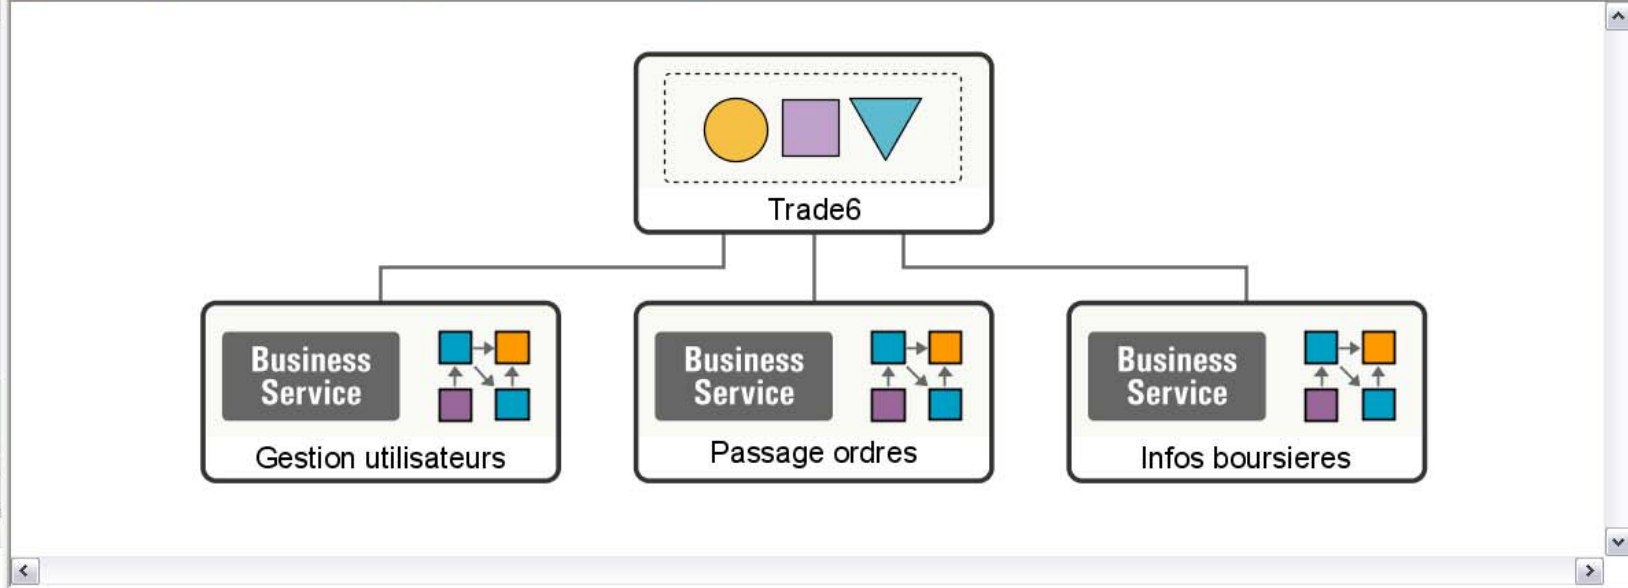 Trade6
Business
Service
Gestion utilisateurs
Business
Service
Passage ordres
Business
Service
Infos boursieres